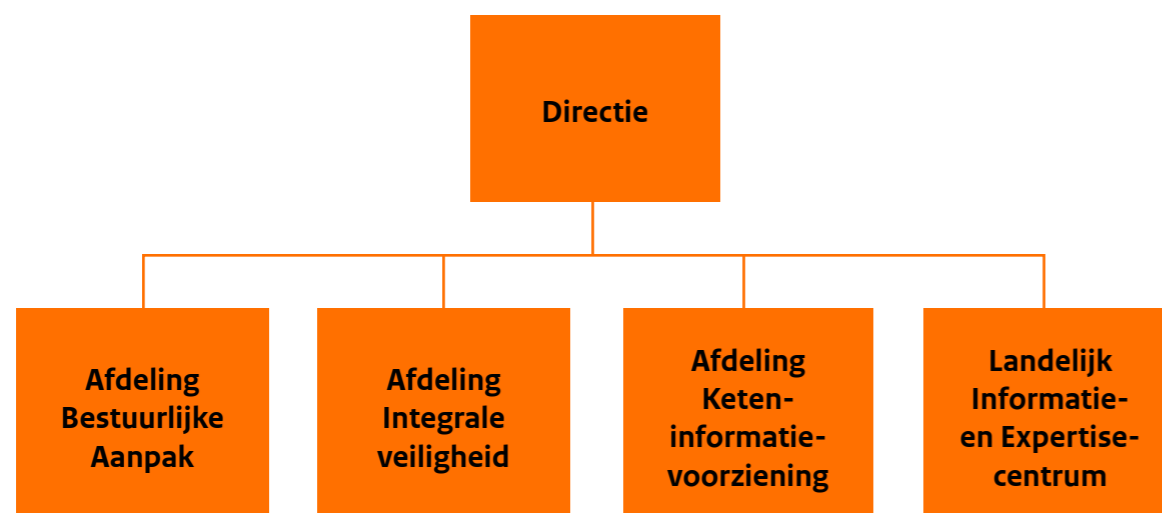 Directie
Afdeling
Bestuurlijke
Aanpak
Afdeling
Integrale
veiligheid
Afdeling
Keten-
informatie-
voorziening
Landelijk
Informatie-
en Expertise-
centrum